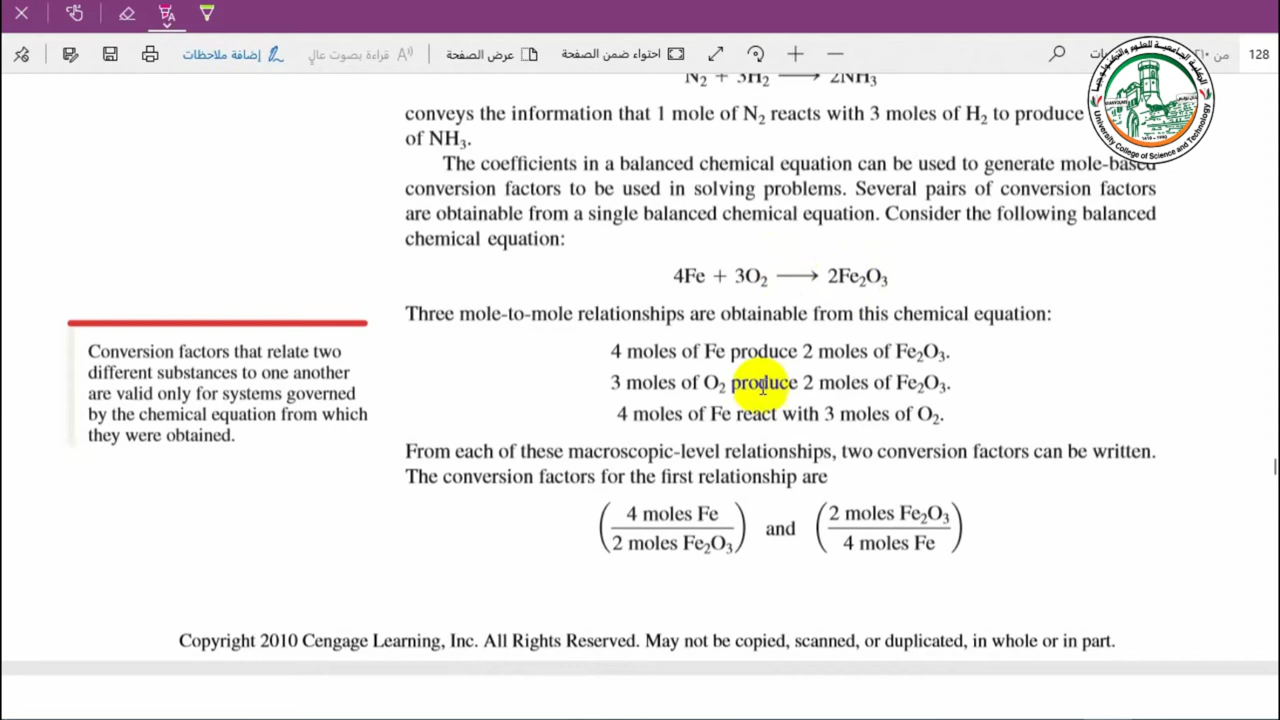 إضافة ملاحظات
قراءة بصوت عالٍ
عرض الصفحة
احتواء ضمن الصفحة
من
128
N₂ + 3H₂ ⟶ 2NH₃
conveys the information that 1 mole of N₂ reacts with 3 moles of H₂ to produce
of NH₃.
The coefficients in a balanced chemical equation can be used to generate mole-based
conversion factors to be used in solving problems. Several pairs of conversion factors
are obtainable from a single balanced chemical equation. Consider the following balanced
chemical equation:
4Fe + 3O₂ ⟶ 2Fe₂O₃
Three mole-to-mole relationships are obtainable from this chemical equation:
4 moles of Fe produce 2 moles of Fe₂O₃.
3 moles of O₂ produce 2 moles of Fe₂O₃.
4 moles of Fe react with 3 moles of O₂.
From each of these macroscopic-level relationships, two conversion factors can be written.
The conversion factors for the first relationship are
(4 moles Fe / 2 moles Fe₂O₃) and (2 moles Fe₂O₃ / 4 moles Fe)
Conversion factors that relate two
different substances to one another
are valid only for systems governed
by the chemical equation from which
they were obtained.
Copyright 2010 Cengage Learning, Inc. All Rights Reserved. May not be copied, scanned, or duplicated, in whole or in part.
الكلية الجامعية للعلوم والتكنولوجيا
University College of Science and Technology